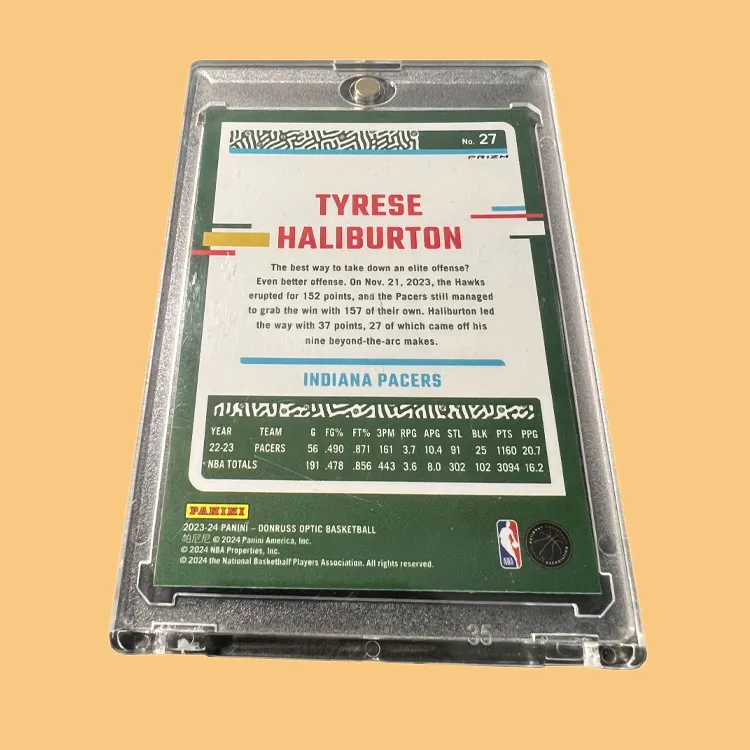 No. 27
PRIZM
TYRESE
HALIBURTON
The best way to take down an elite offense?
Even better offense. On Nov. 21, 2023, the Hawks
erupted for 152 points, and the Pacers still managed
to grab the win with 157 of their own. Haliburton led
the way with 37 points, 27 of which came off his
nine beyond-the-arc makes.
INDIANA PACERS
YEAR TEAM G FG% FT% 3PM RPG APG STL BLK PTS PPG
22-23 PACERS 56 .490 .871 161 3.7 10.4 91 25 1160 20.7
NBA TOTALS 191 .478 .856 443 3.6 8.0 302 102 3094 16.2
PANINI
2023-24 PANINI – DONRUSS OPTIC BASKETBALL
帕尼尼 © 2024 Panini America, Inc.
© 2024 NBA Properties, Inc.
© 2024 the National Basketball Players Association. All rights reserved.
NBA
35